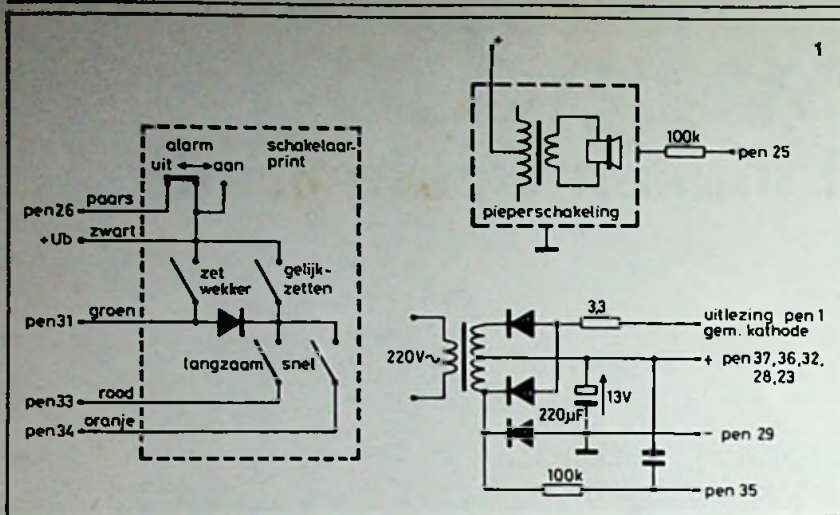 1
alarm
uit ↔ aan
schakelaar-
print
pen26 paars
+Ub zwart
zet
wekker
gelijk-
zetten
pen31 groen
langzaam
snel
pen33 rood
pen34 oranje
+
100k
pen 25
pieperschakeling
220V~
3,3
uitlezing pen 1
gem. kathode
+ pen 37, 36, 32,
28, 23
13V
220µF
- pen 29
100k
pen 35